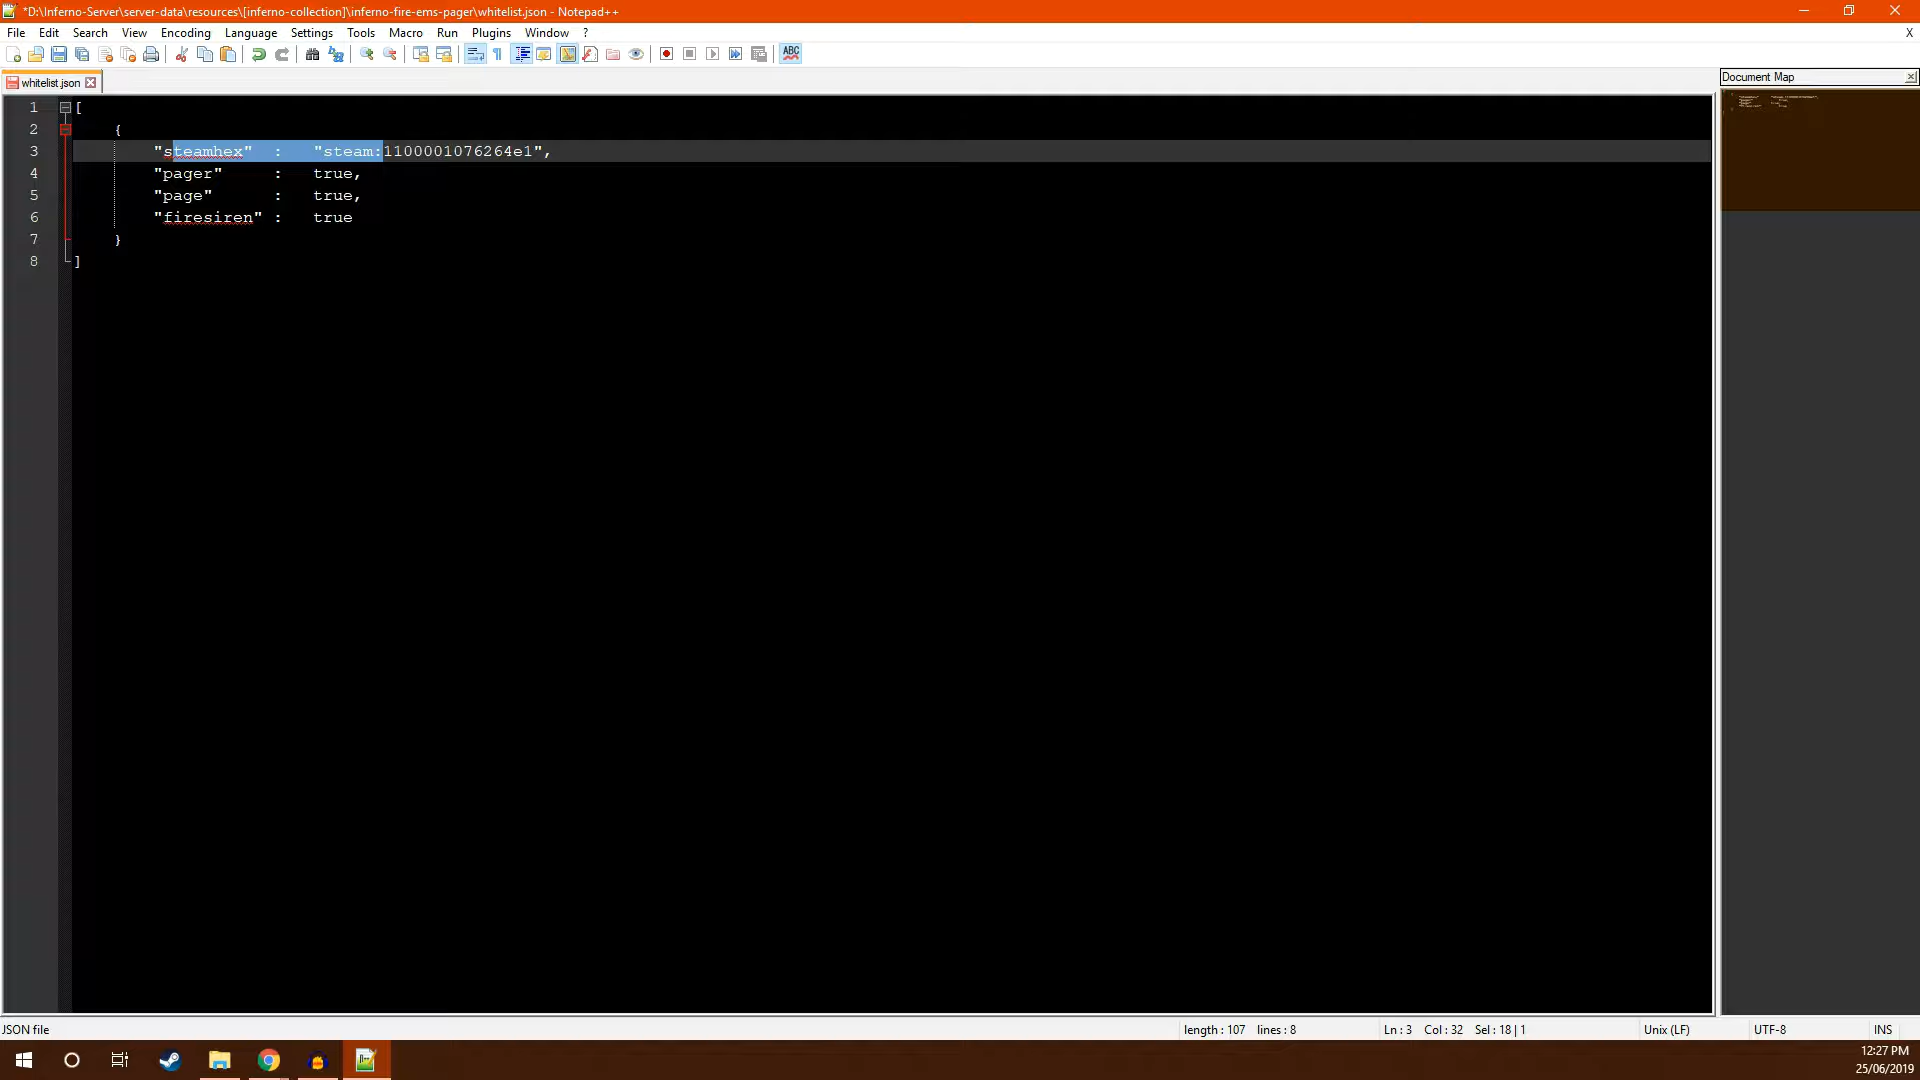 *D:\Inferno-Server\server-data\resources\[inferno-collection]\inferno-fire-ems-pager\whitelist.json - Notepad++
File Edit Search View Encoding Language Settings Tools Macro Run Plugins Window ? X
ABC
whitelist.json
Document Map
1 [
2 {
3 "steamhex" : "steam:1100001076264e1",
4 "pager" : true,
5 "page" : true,
6 "firesiren" : true
7 }
8 ]
JSON file length : 107 lines : 8 Ln : 3 Col : 32 Sel : 18 | 1 Unix (LF) UTF-8 INS
12:27 PM
25/06/2019